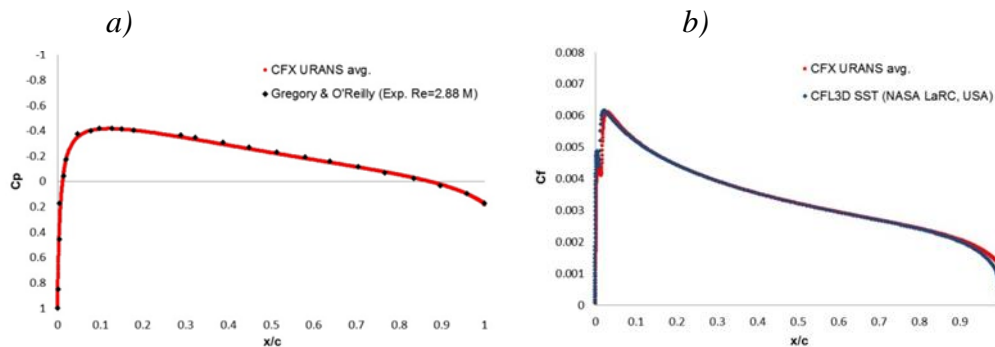 a)
-1
-0.8
-0.6
-0.4
-0.2
0
0.2
0.4
0.6
0.8
1
Cp
CFX URANS avg.
Gregory & O'Reilly (Exp. Re=2.88 M)
0 0.1 0.2 0.3 0.4 0.5 0.6 0.7 0.8 0.9 1
x/c
b)
0.008
0.007
0.006
0.005
0.004
0.003
0.002
0.001
0
Cf
CFX URANS avg.
CFL3D SST (NASA LaRC, USA)
0 0.1 0.2 0.3 0.4 0.5 0.6 0.7 0.8 0.9
x/c